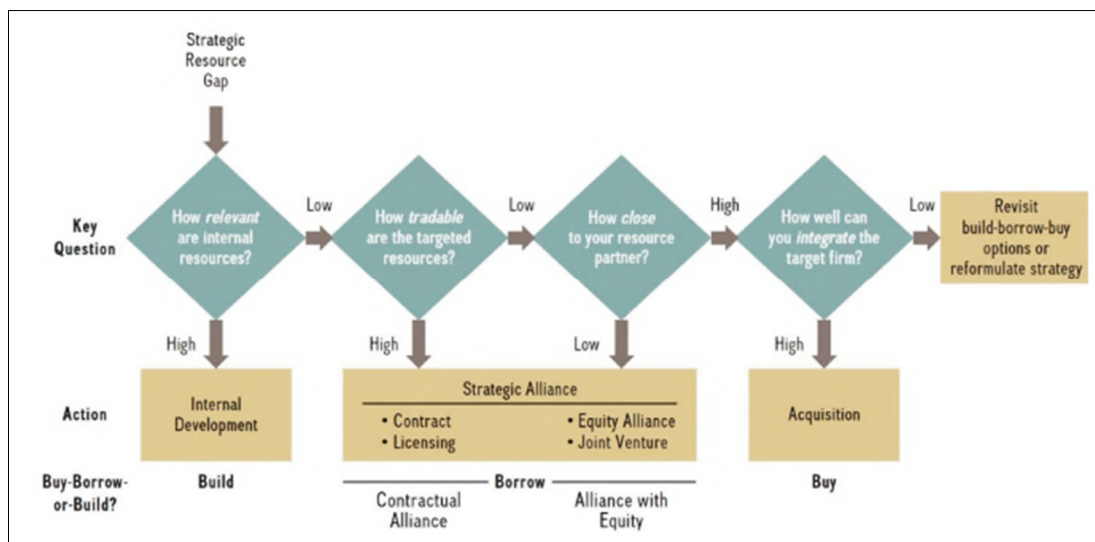 Strategic
Resource
Gap
Key
Question
How relevant
are internal
resources?
Low
How tradable
are the targeted
resources?
Low
How close
to your resource
partner?
High
How well can
you integrate the
target firm?
Low
Revisit
build-borrow-buy
options or
reformulate strategy
High
High
Low
High
Action
Internal
Development
Strategic Alliance
• Contract
• Licensing
• Equity Alliance
• Joint Venture
Acquisition
Buy-Borrow-
or-Build?
Build
Borrow
Contractual
Alliance
Alliance with
Equity
Buy